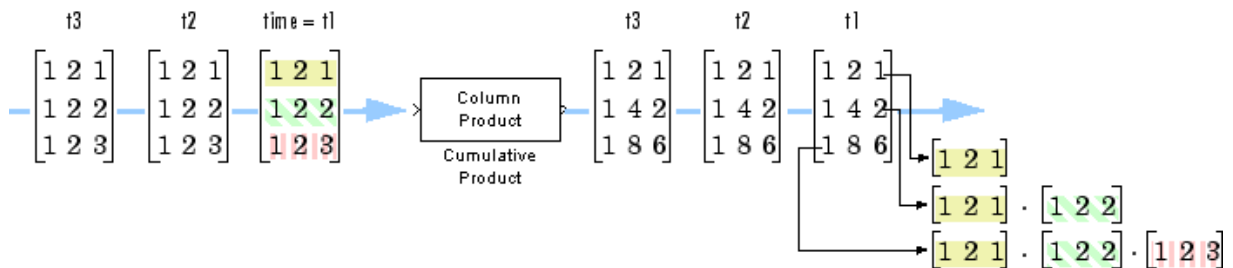 t3 t2 time = t1 t3 t2 t1
[1 2 1] [1 2 1] [1 2 1] [1 2 1] [1 2 1] [1 2 1]
[1 2 2] [1 2 2] [1 2 2] Column [1 4 2] [1 4 2] [1 4 2]
Product
[1 2 3] [1 2 3] [1 2 3] [1 8 6] [1 8 6] [1 8 6]
Cumulative
Product
[1 2 1]
[1 2 1] · [1 2 2]
[1 2 1] · [1 2 2] · [1 2 3]